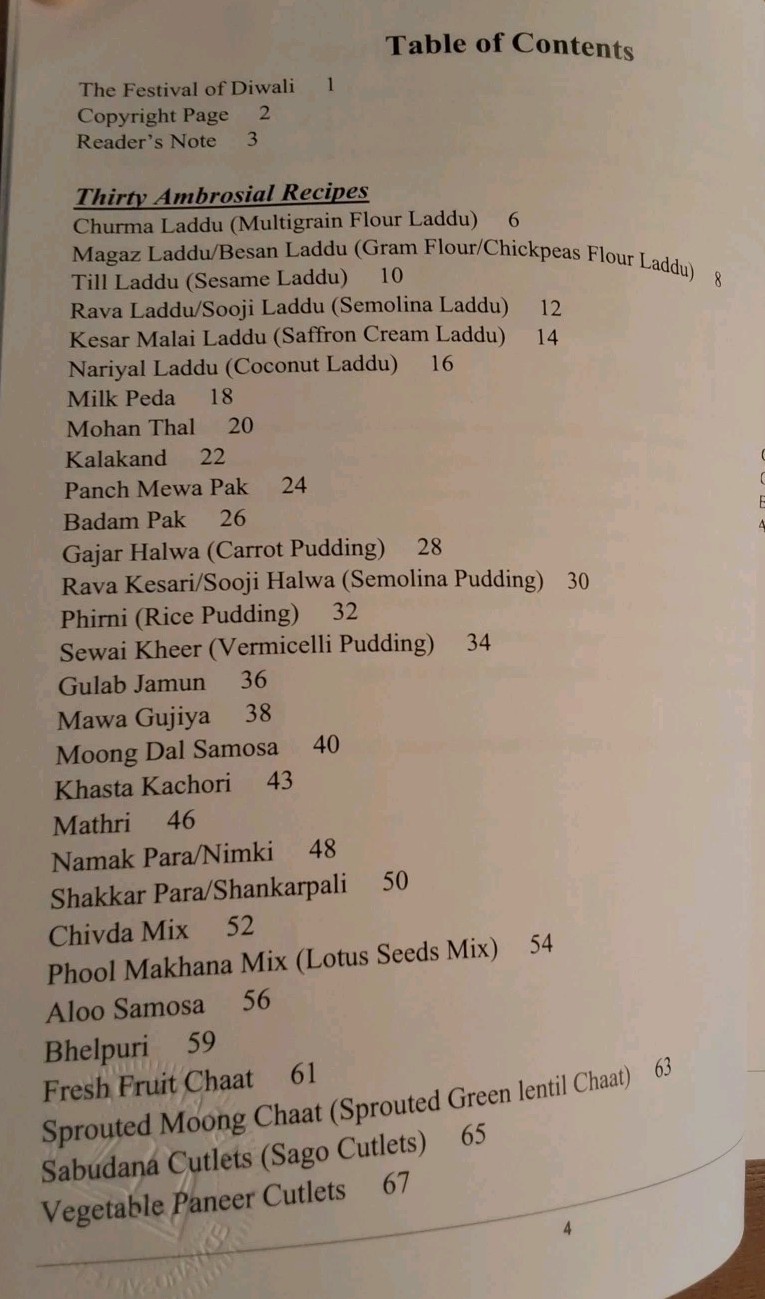 Table of Contents
The Festival of Diwali 1
Copyright Page 2
Reader's Note 3
Thirty Ambrosial Recipes
Churma Laddu (Multigrain Flour Laddu) 6
Magaz Laddu/Besan Laddu (Gram Flour/Chickpeas Flour Laddu) 8
Till Laddu (Sesame Laddu) 10
Rava Laddu/Sooji Laddu (Semolina Laddu) 12
Kesar Malai Laddu (Saffron Cream Laddu) 14
Nariyal Laddu (Coconut Laddu) 16
Milk Peda 18
Mohan Thal 20
Kalakand 22
Panch Mewa Pak 24
Badam Pak 26
Gajar Halwa (Carrot Pudding) 28
Rava Kesari/Sooji Halwa (Semolina Pudding) 30
Phirni (Rice Pudding) 32
Sewai Kheer (Vermicelli Pudding) 34
Gulab Jamun 36
Mawa Gujiya 38
Moong Dal Samosa 40
Khasta Kachori 43
Mathri 46
Namak Para/Nimki 48
Shakkar Para/Shankarpali 50
Chivda Mix 52
Phool Makhana Mix (Lotus Seeds Mix) 54
Aloo Samosa 56
Bhelpuri 59
Fresh Fruit Chaat 61
Sprouted Moong Chaat (Sprouted Green lentil Chaat) 63
Sabudana Cutlets (Sago Cutlets) 65
Vegetable Paneer Cutlets 67
4